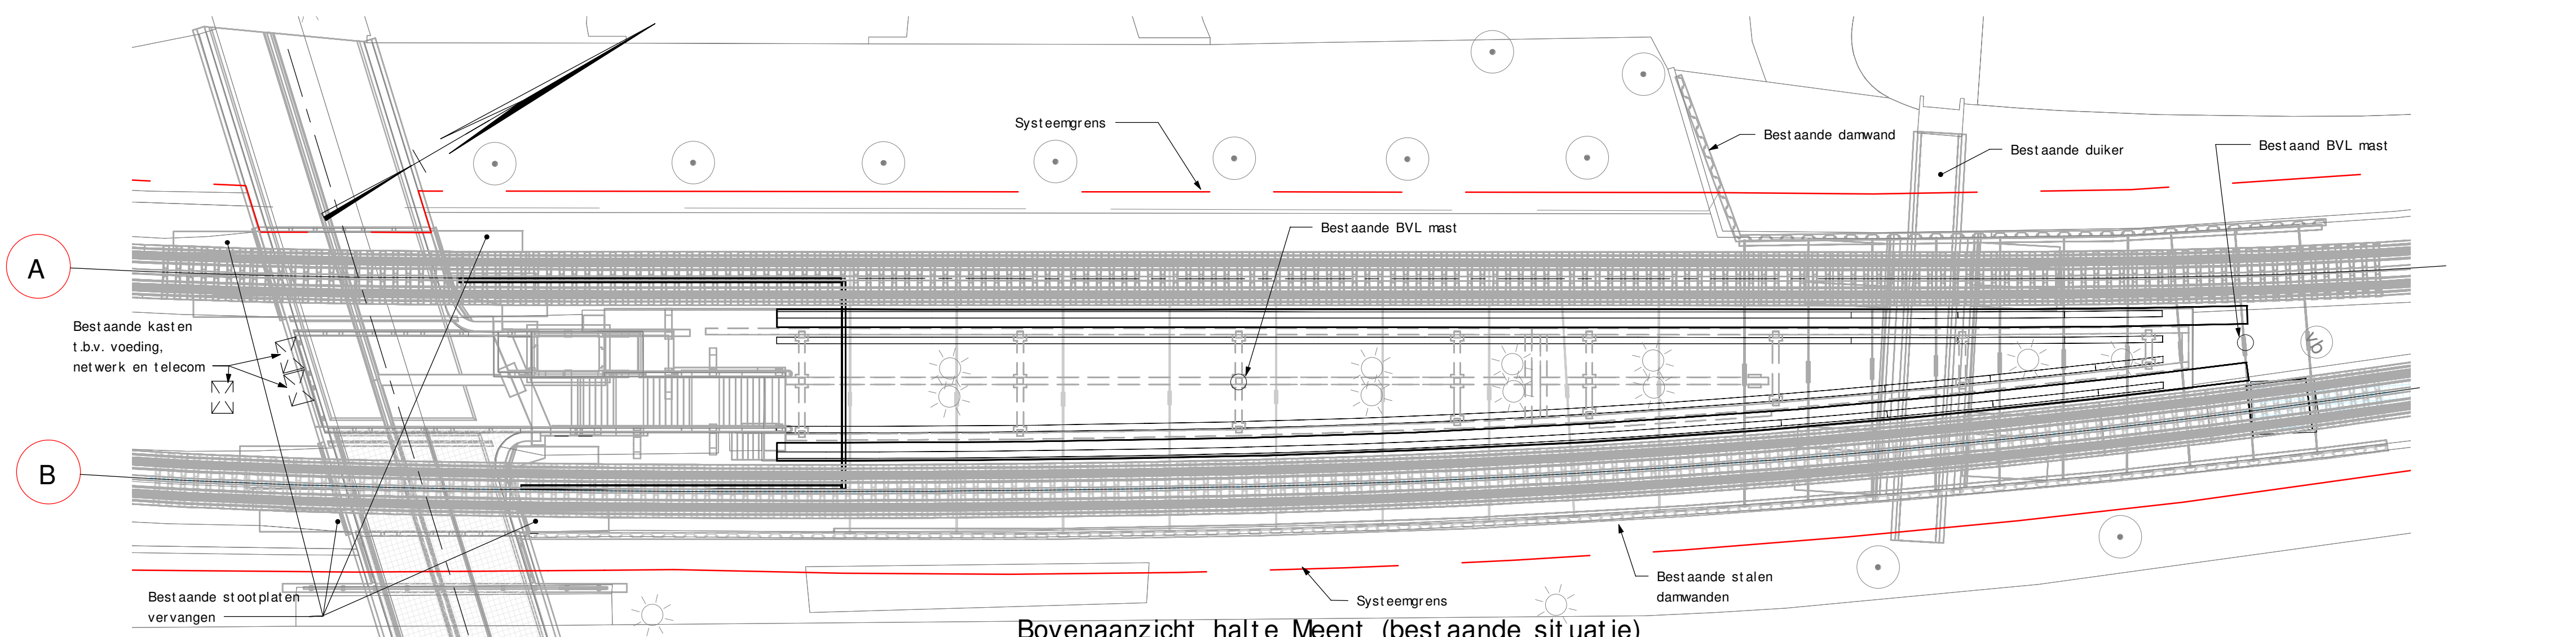 Systeemgrens
Bestaande damwand
Bestaande duiker
Bestaand BVL mast
Bestaande BVL mast
A
Bestaande kasten
t.b.v. voeding,
netwerk en telecom
vb
B
Bestaande stalen
damwanden
Bestaande stootplaten
vervangen
Systeemgrens
Bovenaanzicht halte Meent (bestaande situatie)